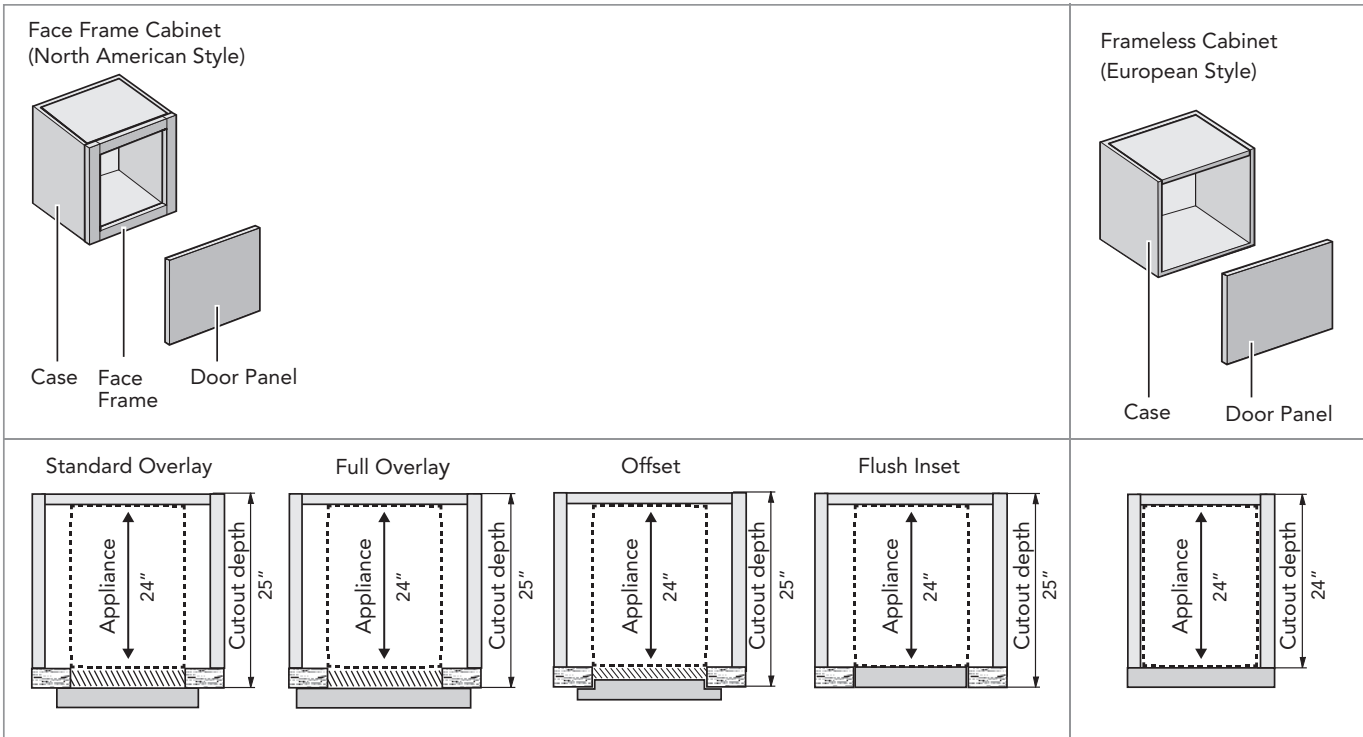 Face Frame Cabinet
(North American Style)
Case
Face
Frame
Door Panel
Frameless Cabinet
(European Style)
Case
Door Panel
Standard Overlay
Full Overlay
Offset
Flush Inset
Appliance
24″
Cutout depth
25″
Appliance
24″
Cutout depth
25″
Appliance
24″
Cutout depth
25″
Appliance
24″
Cutout depth
25″
Appliance
24″
Cutout depth
24″